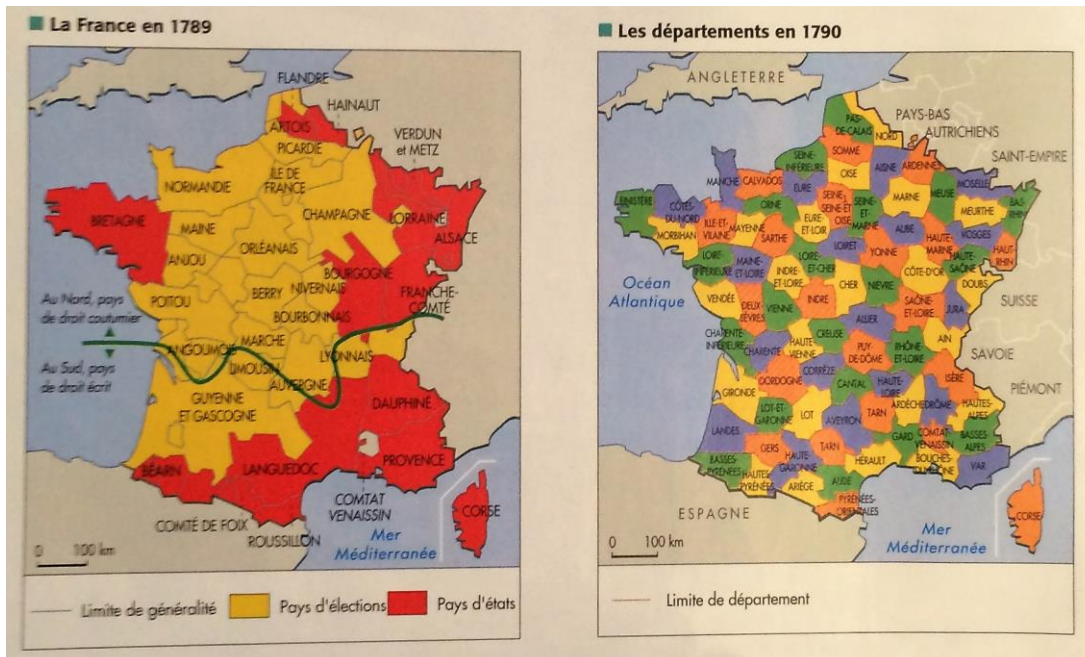 La France en 1789
FLANDRE
HAINAUT
ARTOIS
VERDUN
et METZ
PICARDIE
NORMANDIE
ÎLE DE
FRANCE
CHAMPAGNE
LORRAINE
BRETAGNE
MAINE
ALSACE
ORLÉANAIS
ANJOU
BOURGOGNE
Au Nord, pays
de droit coutumier
POITOU
BERRY
NIVERNAIS
FRANCHE-
COMTÉ
BOURBONNAIS
MARCHE
ANGOUMOIS
LYONNAIS
Au Sud, pays
de droit écrit
LIMOUSIN
AUVERGNE
GUYENNE
ET GASCOGNE
DAUPHINÉ
BÉARN
LANGUEDOC
PROVENCE
COMTAT
VENAISSIN
CORSE
COMTÉ DE FOIX
ROUSSILLON
Mer
Méditerranée
0 100 km
Limite de généralité
Pays d'élections
Pays d'états
Les départements en 1790
ANGLETERRE
PAS-
DE-CALAIS
NORD
PAYS-BAS
AUTRICHIENS
SOMME
SAINT-EMPIRE
SEINE-
INFÉRIEURE
OISE
AISNE
ARDENNES
MANCHE
CALVADOS
EURE
MEUSE
MOSELLE
MARNE
MEURTHE
BAS-
RHIN
FINISTÈRE
CÔTES-
DU-NORD
ORNE
SEINE-
SEINE-ET
OISE
SEINE-
ET-
MARNE
MORBIHAN
ILLE-ET-
VILAINE
MAYENNE
EURE-
ET-LOIR
AUBE
VOSGES
SARTHE
LOIRET
YONNE
HAUTE-
MARNE
HAUT-
RHIN
HAUTE-
SAÔNE
LOIRE-
INFÉRIEURE
MAINE-
ET-LOIRE
LOIRE-
ET-CHER
INDRE-
ET-LOIRE
CÔTE-D'OR
DOUBS
CHER
NIÈVRE
Océan
Atlantique
VENDÉE
DEUX-
SÈVRES
VIENNE
INDRE
SAÔNE-
ET-LOIRE
JURA
SUISSE
ALLIER
CHARENTE-
INFÉRIEURE
CREUSE
AIN
CHARENTE
HAUTE-
VIENNE
PUY-
DE-DÔME
RHÔNE-
ET-LOIRE
SAVOIE
CORRÈZE
DORDOGNE
CANTAL
HAUTE-
LOIRE
ISÈRE
PIÉMONT
GIRONDE
LOT-ET-
GARONNE
LOT
AVEYRON
TARN
ARDÈCHE
DRÔME
HAUTES-
ALPES
LANDES
GERS
TARN
GARD
COMTAT-
VENAISSIN
BASSES-
ALPES
BASSES-
PYRÉNÉES
HAUTE-
GARONNE
HERAULT
BOUCHES-
VAR
HAUTES
PYRÉNÉES
ARIÈGE
AUDE
PYRÉNÉES-
ORIENTALES
ESPAGNE
CORSE
Mer
Méditerranée
0 100 km
Limite de département